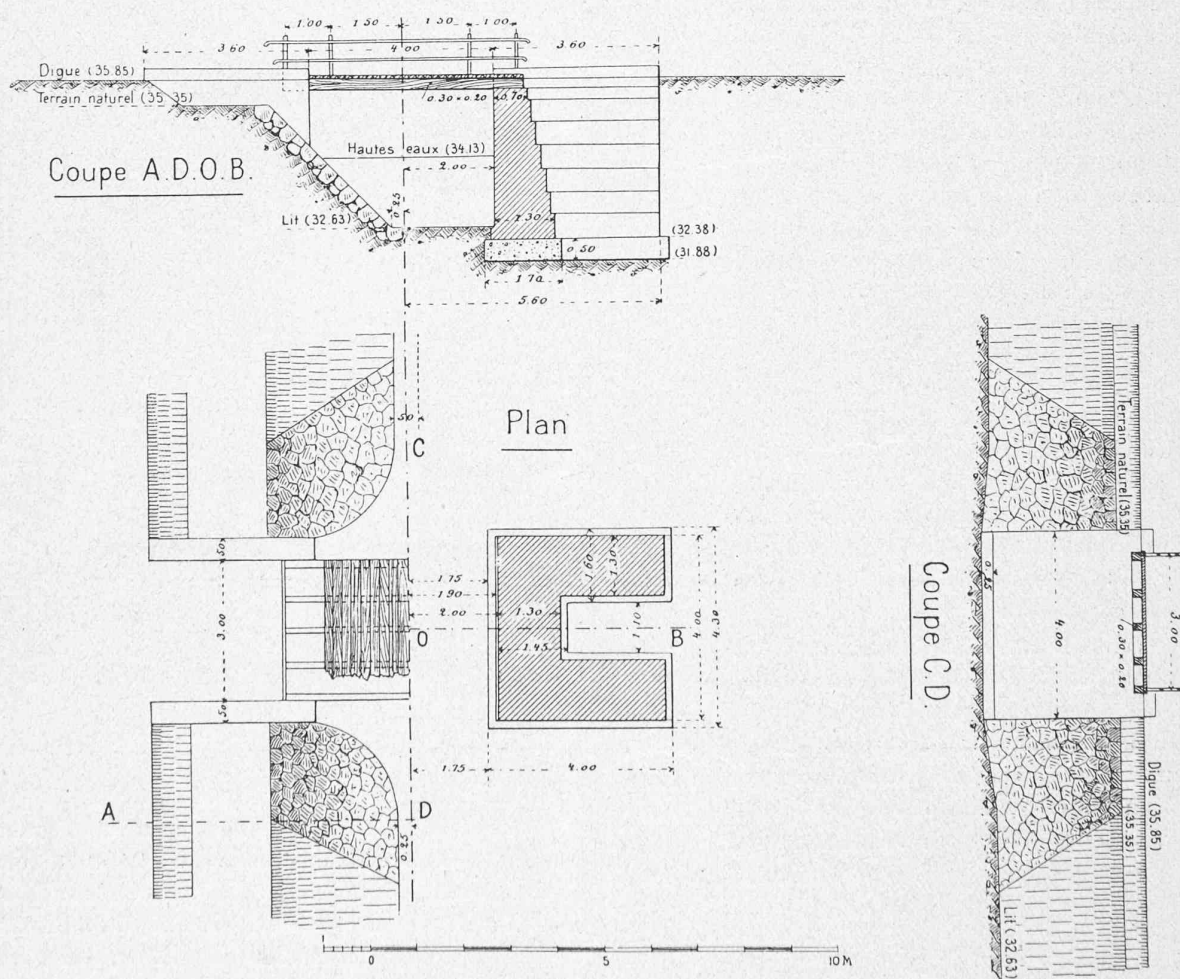 1.00 1.50 1.50 1.00
3.60 4.00 3.60
Digue (35.85)
Terrain naturel (35.35)
0.30 × 0.20 0.70
Coupe A.D.O.B.
Hautes eaux (34.13)
2.00
0.25
Lit (32.63)
1.30
(32.38)
0.50
(31.88)
1.70
5.60
Plan
50
C
50
1.75
1.90
2.00
1.30
1.60
1.30
3.00
O
1.10
B
1.45
4.00
4.30
50
1.75
4.00
A
D
0.25
0 5 10M
Coupe C.D.
Terrain naturel (35.35)
0.25
4.00
0.30 × 0.20
3.00
Digue (35.85)
(35.35)
Lit (32.63)